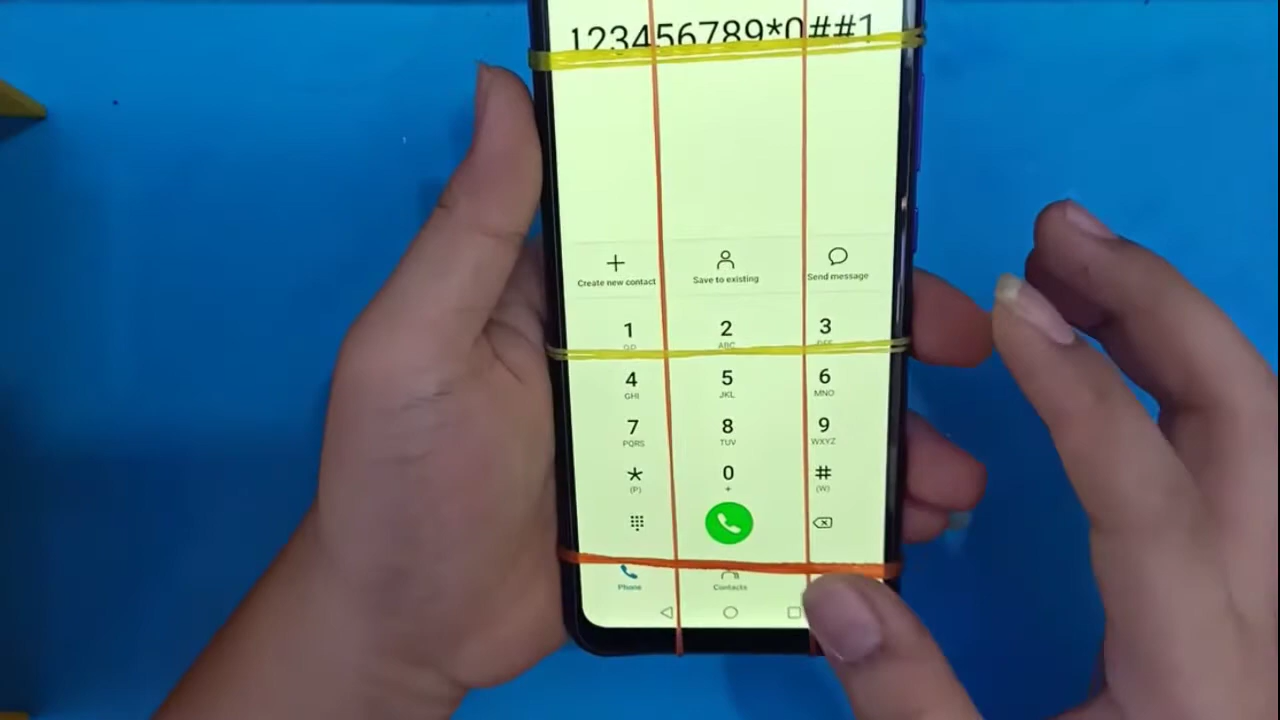 123456789*0##1
Create new contact Save to existing Send message
1 2 3
ABC
4 5 6
GHI JKL MNO
7 8 9
PQRS TUV WXYZ
* 0 #
(P) + (W)
Phone Contacts